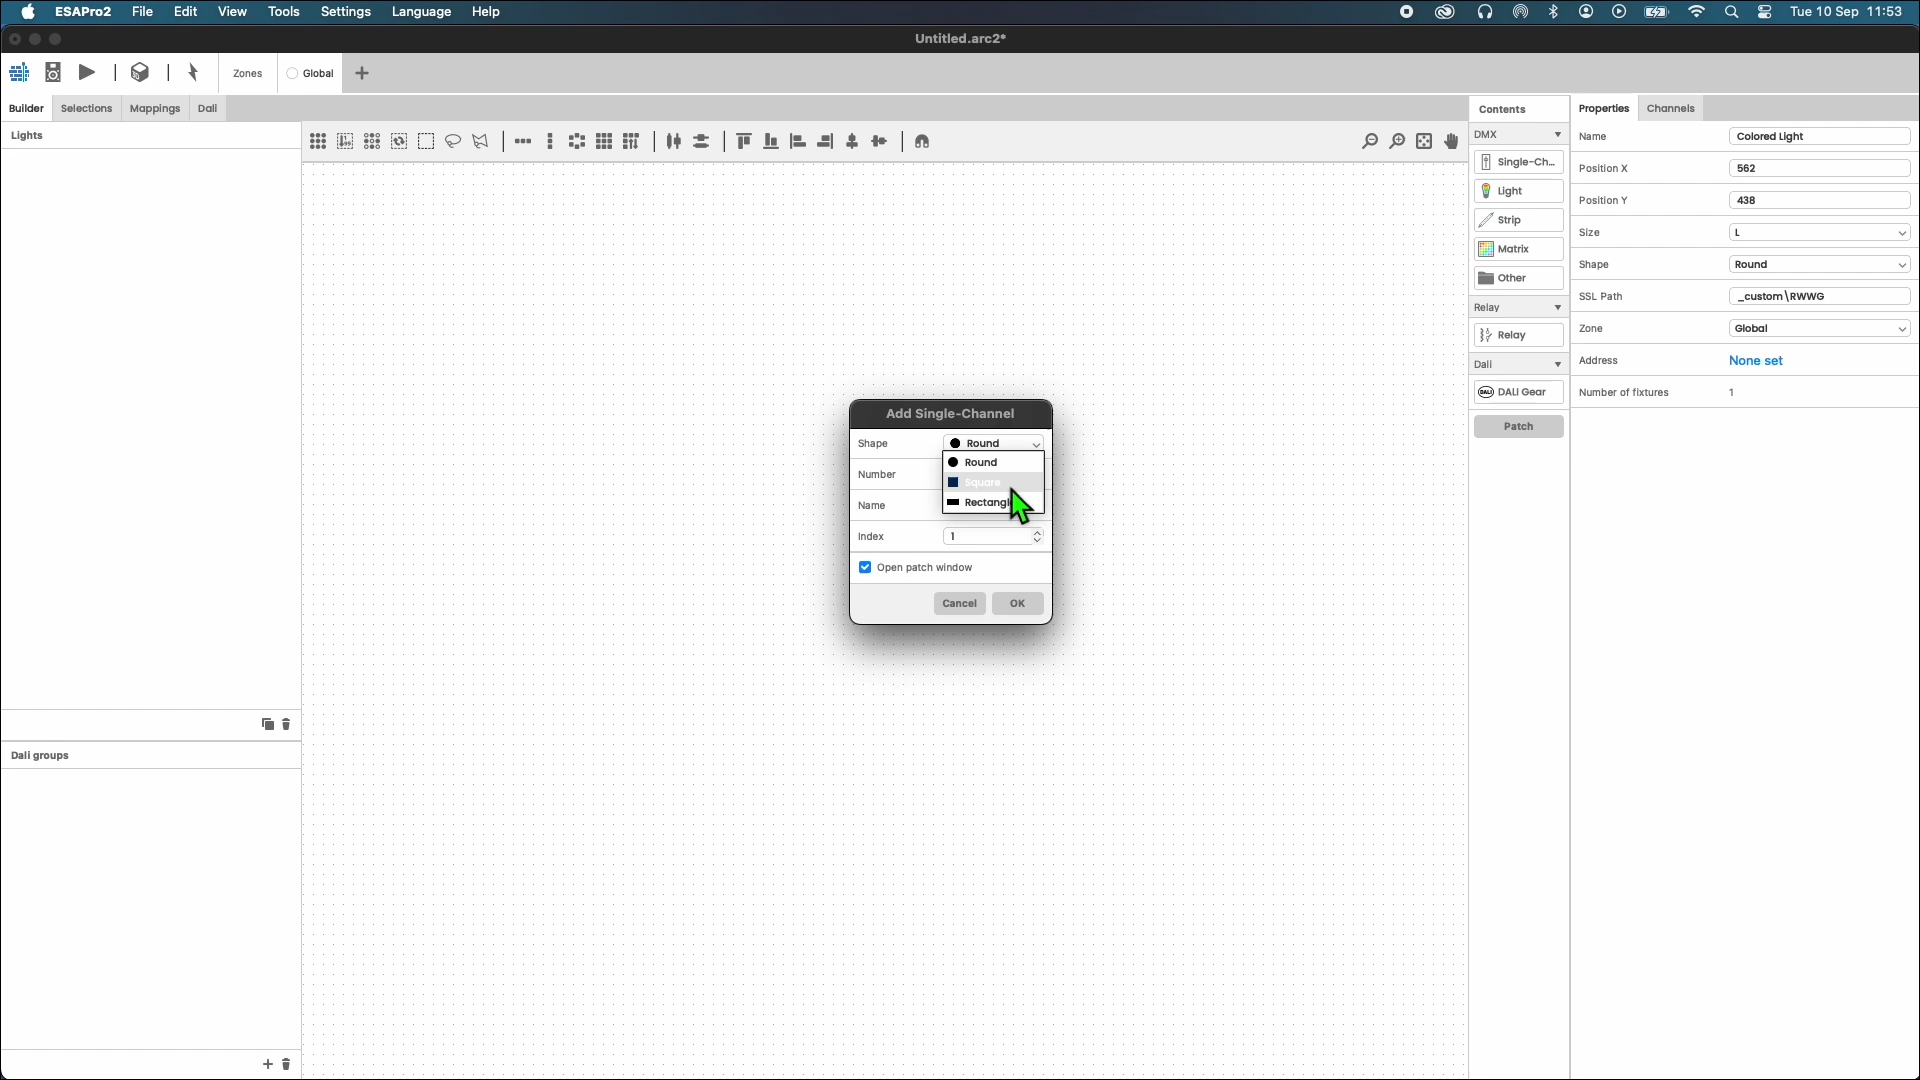 ESAPro2 File Edit View Tools Settings Language Help Tue 10 Sep 11:53
Untitled.arc2*
Zones Global
Builder Selections Mappings Dali Contents Properties Channels
Lights
DMX
Single-Ch...
Light
Strip
Matrix
Other
Relay
Relay
Dali
DALI DALI Gear
Patch
Name Colored Light
Position X 562
Position Y 438
Size L
Shape Round
SSL Path _custom\RWWG
Zone Global
Address None set
Number of fixtures 1
Add Single-Channel
Shape Round
Round
Number
Square
Name
Index 1
Open patch window
Cancel OK
Dali groups